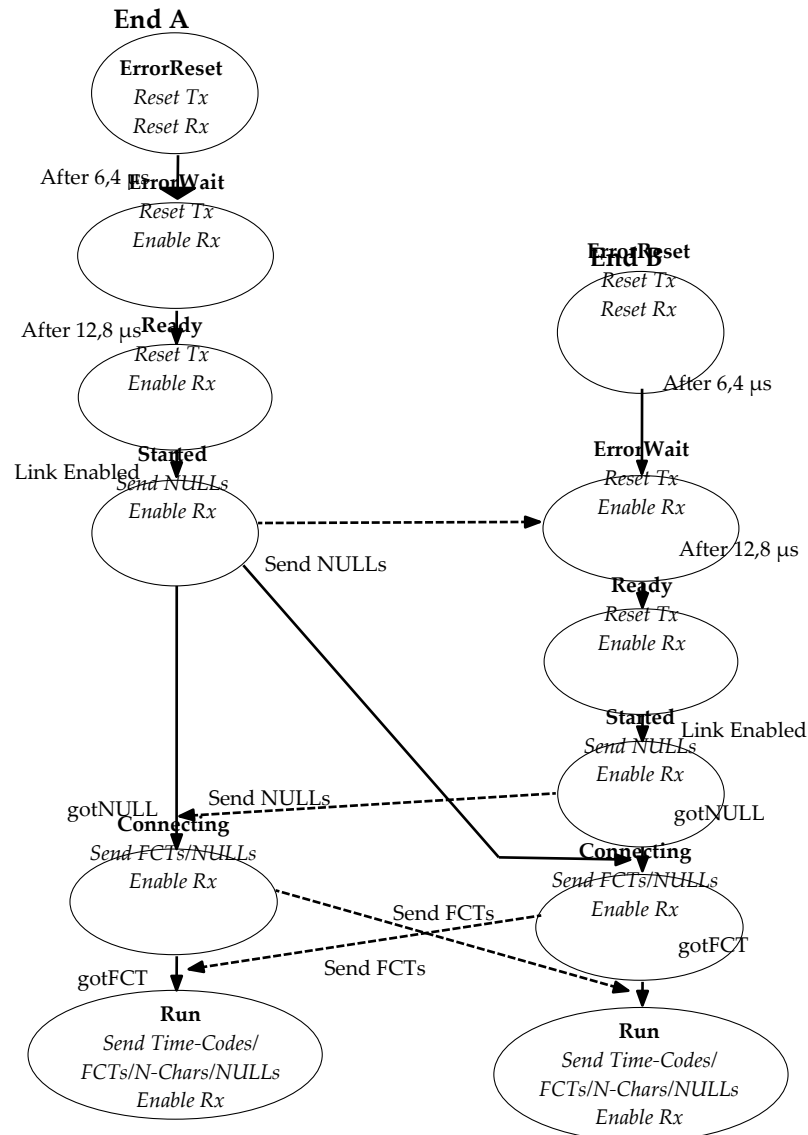 End A
ErrorReset
Reset Tx
Reset Rx
After 6,4 µs
ErrorWait
Reset Tx
Enable Rx
After 12,8 µs
Ready
Reset Tx
Enable Rx
Link Enabled
Started
Send NULLs
Enable Rx
Send NULLs
gotNULL
Connecting
Send FCTs/NULLs
Enable Rx
Send FCTs
gotFCT
Run
Send Time-Codes/
FCTs/N-Chars/NULLs
Enable Rx
End B
ErrorReset
Reset Tx
Reset Rx
After 6,4 µs
ErrorWait
Reset Tx
Enable Rx
After 12,8 µs
Ready
Reset Tx
Enable Rx
Link Enabled
Started
Send NULLs
Enable Rx
Send NULLs
gotNULL
Connecting
Send FCTs/NULLs
Enable Rx
Send FCTs
gotFCT
Run
Send Time-Codes/
FCTs/N-Chars/NULLs
Enable Rx